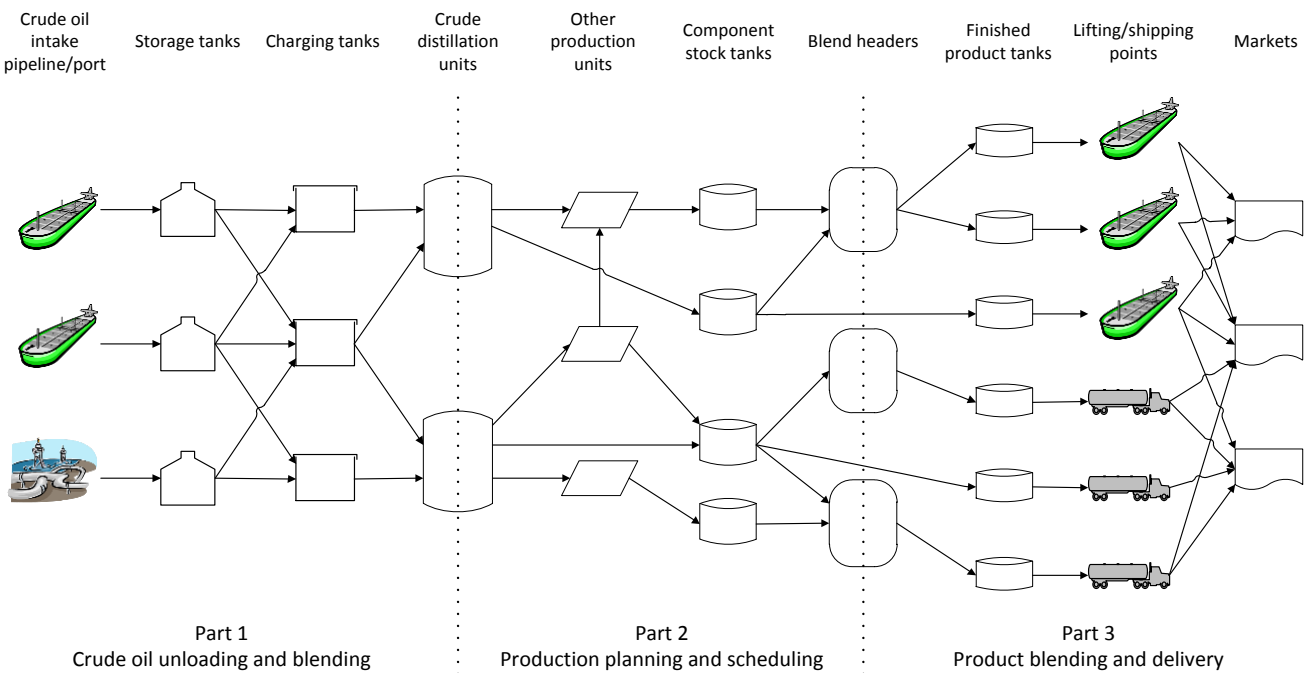 Crude oil
intake
pipeline/port
Storage tanks
Charging tanks
Crude
distillation
units
Other
production
units
Component
stock tanks
Blend headers
Finished
product tanks
Lifting/shipping
points
Markets
Part 1
Crude oil unloading and blending
Part 2
Production planning and scheduling
Part 3
Product blending and delivery